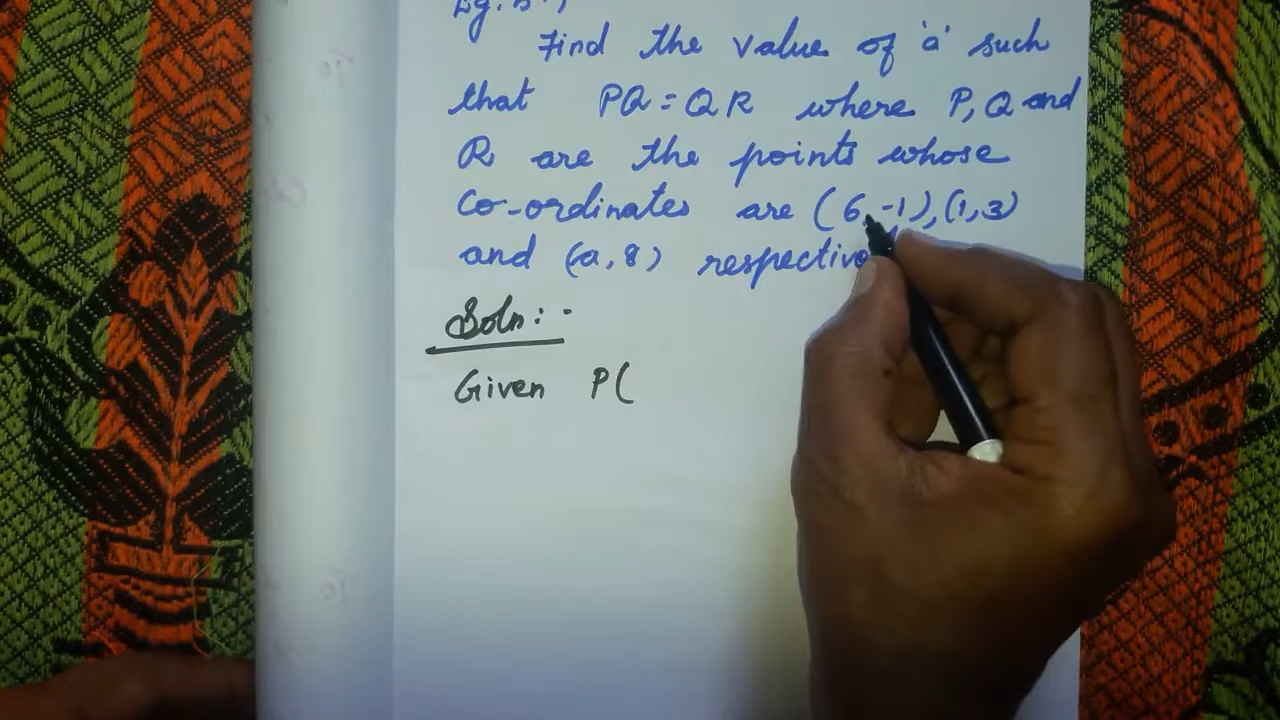 Find the value of 'a' such
that PQ = QR where P, Q and
R are the points whose
Co-ordinates are (6,-1),(1,3)
and (a,8)
Soln:-
Given P(